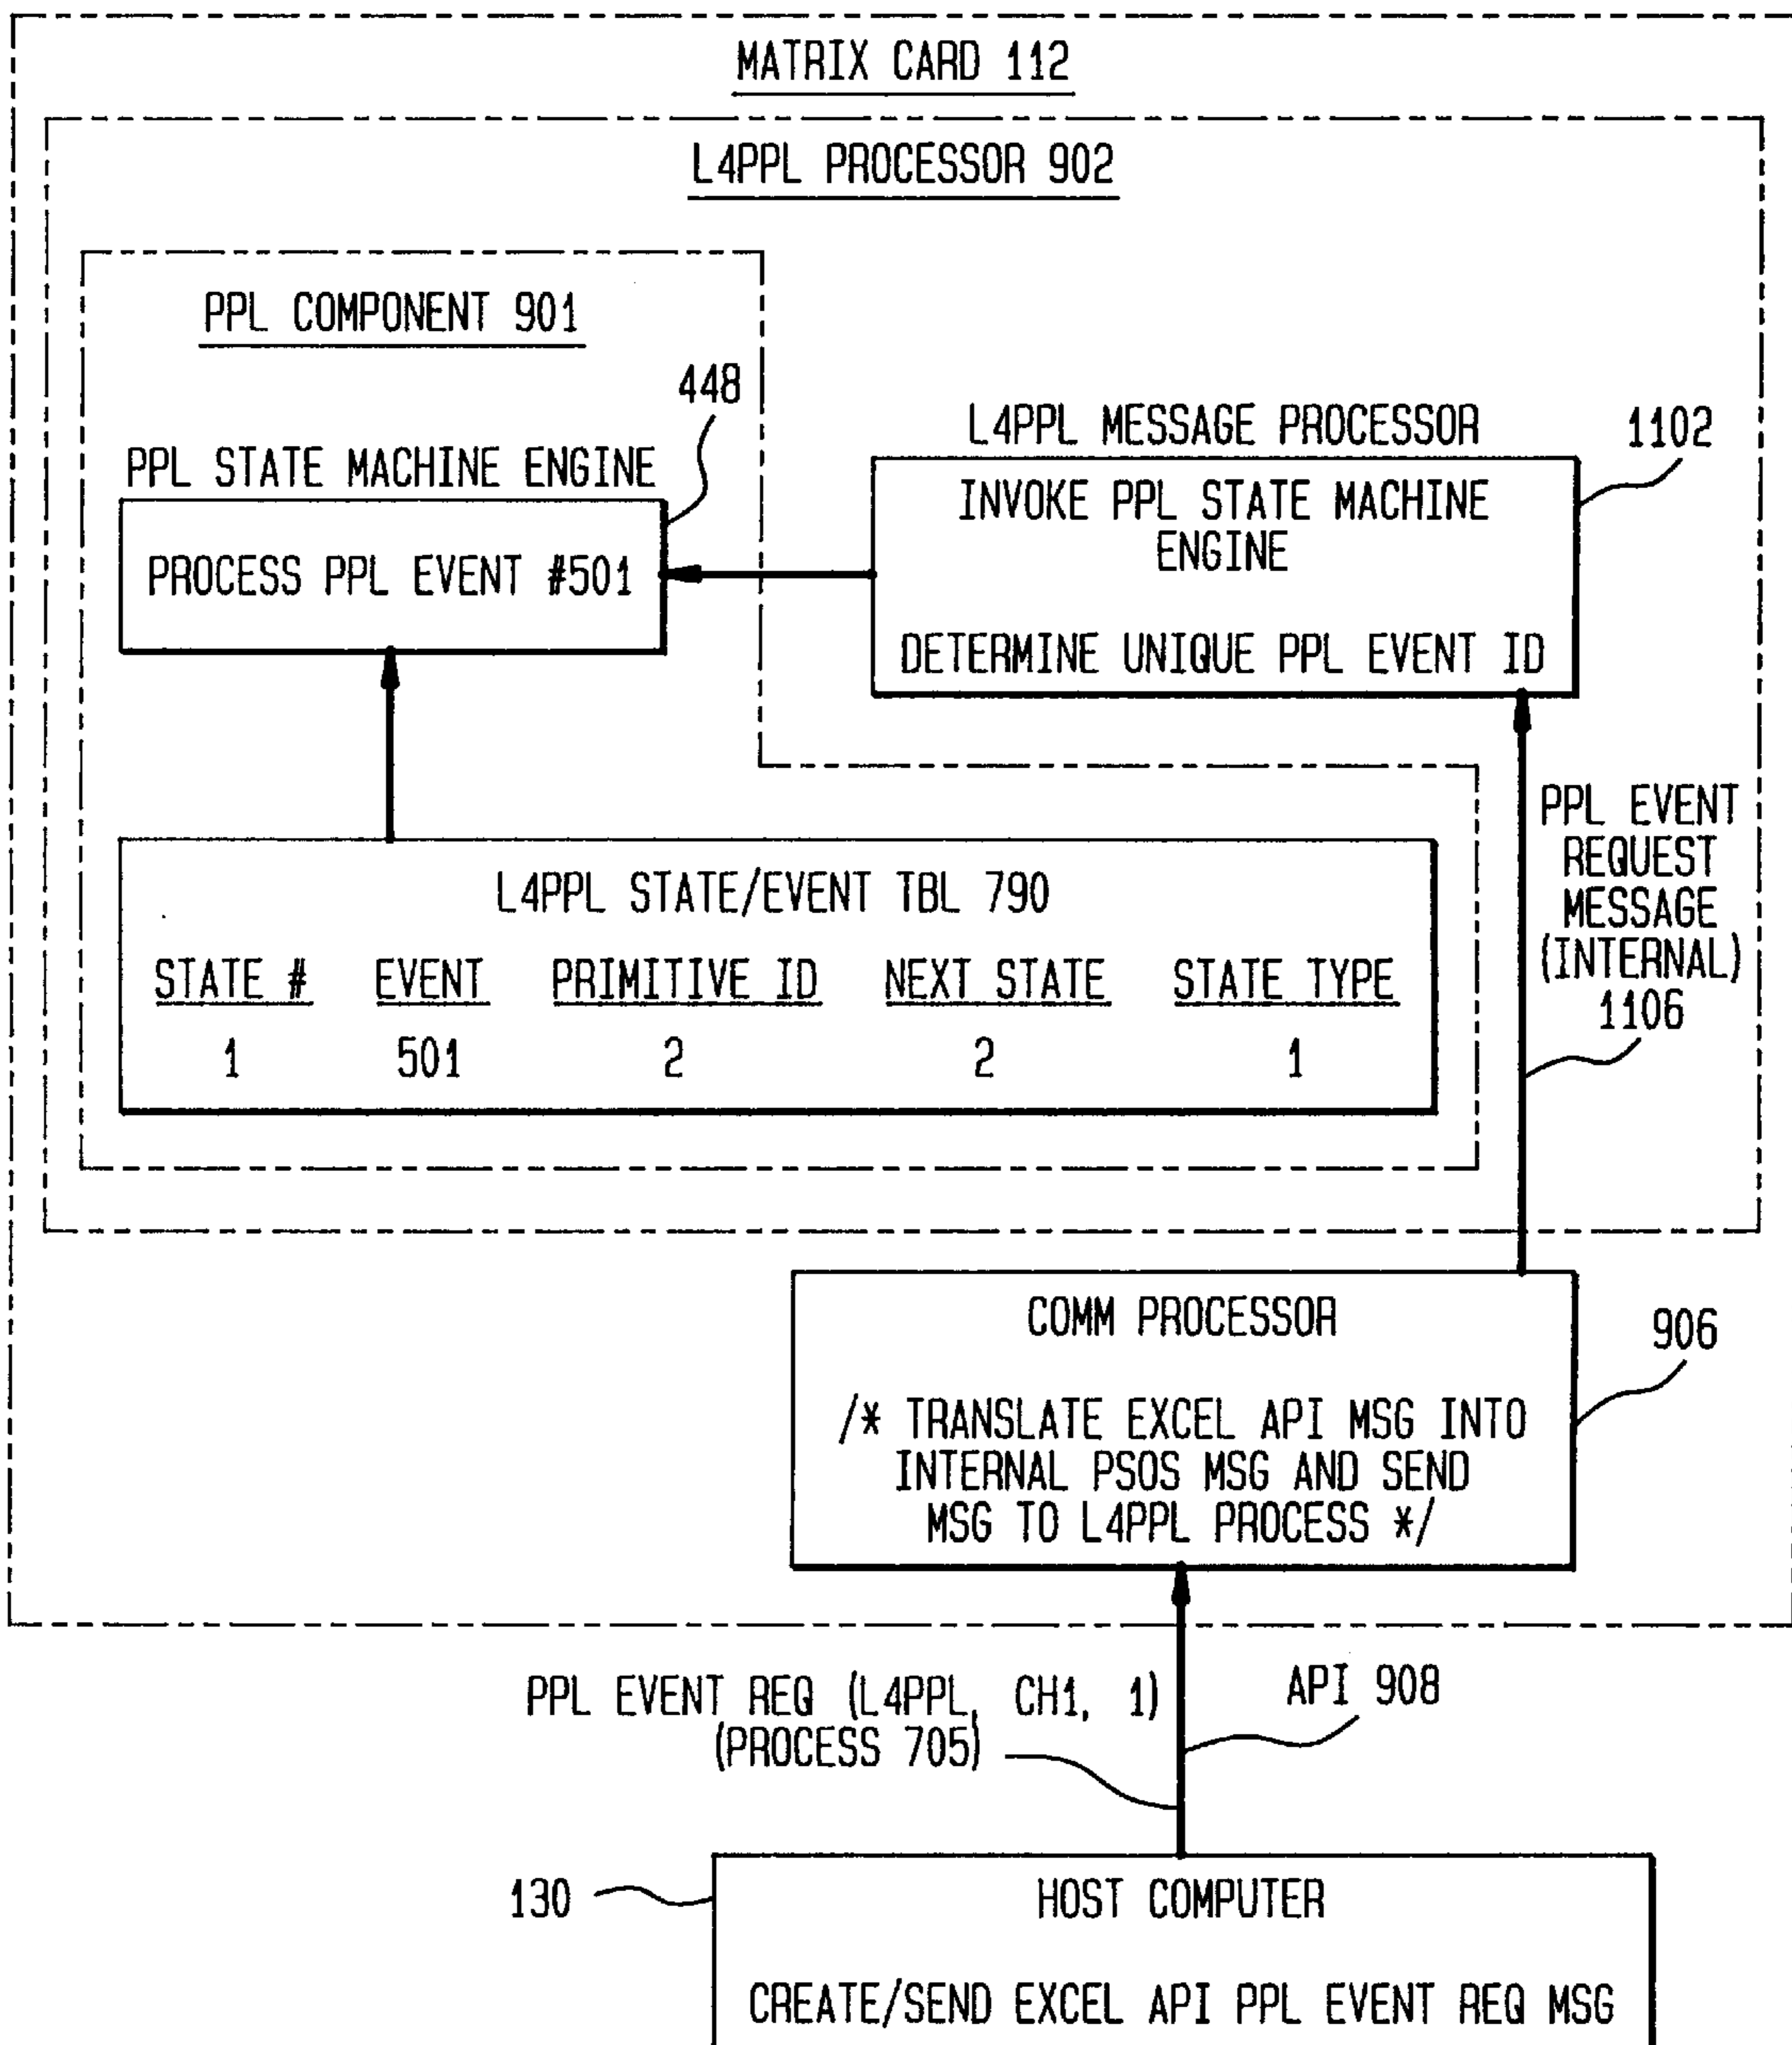 MATRIX CARD 112
L4PPL PROCESSOR 902
PPL COMPONENT 901
448
PPL STATE MACHINE ENGINE
PROCESS PPL EVENT #501
L4PPL MESSAGE PROCESSOR
1102
INVOKE PPL STATE MACHINE
ENGINE
DETERMINE UNIQUE PPL EVENT ID
PPL EVENT
REQUEST
MESSAGE
(INTERNAL)
1106
L4PPL STATE/EVENT TBL 790
STATE # EVENT PRIMITIVE ID NEXT STATE STATE TYPE
1 501 2 2 1
COMM PROCESSOR
906
/* TRANSLATE EXCEL API MSG INTO
INTERNAL PSOS MSG AND SEND
MSG TO L4PPL PROCESS */
PPL EVENT REQ (L4PPL, CH1, 1)
(PROCESS 705)
API 908
130
HOST COMPUTER
CREATE/SEND EXCEL API PPL EVENT REQ MSG